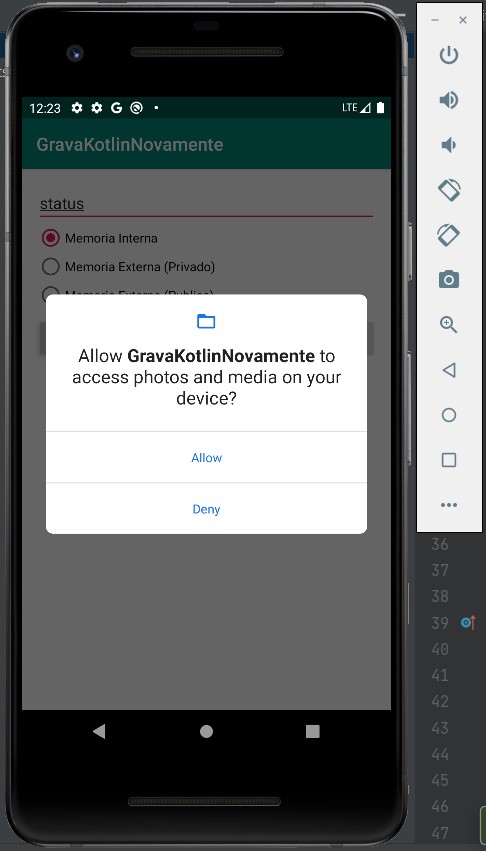 12:23
LTE
GravaKotlinNovamente
status
Memoria Interna
Memoria Externa (Privado)
Memoria Externa (Publico)
Allow GravaKotlinNovamente to
access photos and media on your
device?
Allow
Deny
36
37
38
39
40
41
42
43
44
45
46
47